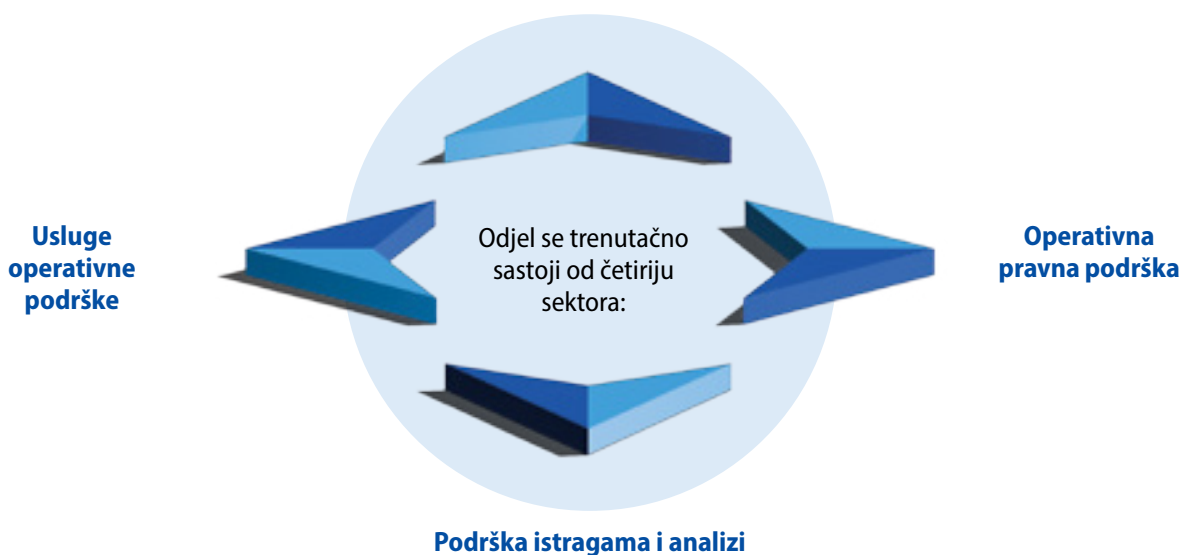 Usluge
operativne
podrške
Odjel se trenutačno
sastoji od četiriju
sektora:
Operativna
pravna podrška
Podrška istragama i analizi